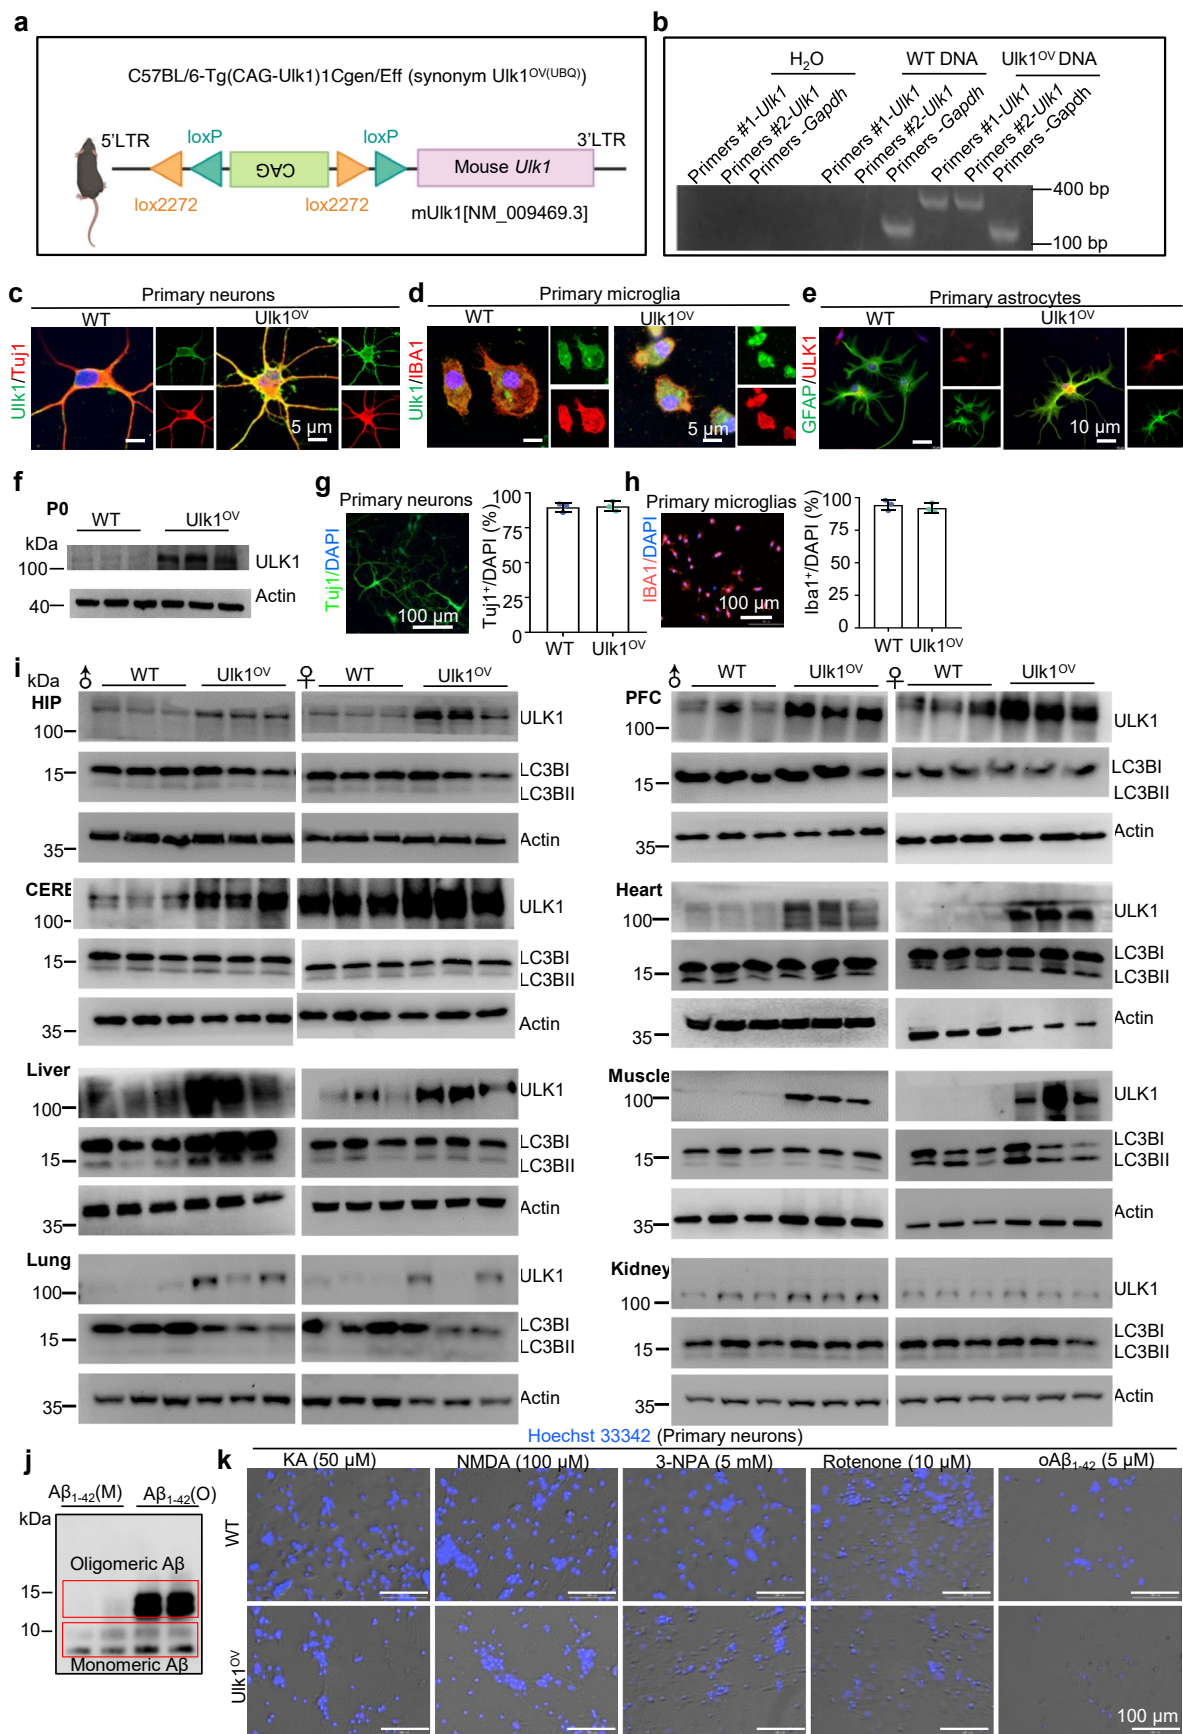 a
C57BL/6-Tg(CAG-Ulk1)1Cgen/Eff (synonym Ulk1OV(UBQ))
5'LTR
loxP
loxP
3'LTR
CAG
Mouse Ulk1
lox2272
lox2272
mUlk1[NM_009469.3]
b
H2O
WT DNA
Ulk1OV DNA
Primers #1-Ulk1
Primers #2-Ulk1
Primers -Gapdh
Primers #1-Ulk1
Primers #2-Ulk1
Primers -Gapdh
Primers #1-Ulk1
Primers #2-Ulk1
Primers -Gapdh
400 bp
100 bp
c
Primary neurons
WT
Ulk1OV
Ulk1/Tuj1
5 µm
d
Primary microglia
WT
Ulk1OV
Ulk1/IBA1
5 µm
e
Primary astrocytes
WT
Ulk1OV
GFAP/ULK1
10 µm
f
P0
WT
Ulk1OV
kDa
100
ULK1
40
Actin
g
Primary neurons
Tuj1/DAPI
100 µm
Tuj1+/DAPI (%)
100
75
50
25
0
WT
Ulk1OV
h
Primary microglias
IBA1/DAPI
100 µm
Iba1+/DAPI (%)
100
75
50
25
0
WT
Ulk1OV
i
kDa
♂
WT
Ulk1OV
♀
WT
Ulk1OV
HIP
100
ULK1
15
LC3BI
LC3BII
35
Actin
CERE
100
ULK1
15
LC3BI
LC3BII
35
Actin
Liver
100
ULK1
15
LC3BI
LC3BII
35
Actin
Lung
100
ULK1
15
LC3BI
LC3BII
35
Actin
♂
WT
Ulk1OV
♀
WT
Ulk1OV
PFC
100
ULK1
15
LC3BI
LC3BII
35
Actin
Heart
100
ULK1
15
LC3BI
LC3BII
35
Actin
Muscle
100
ULK1
15
LC3BI
LC3BII
35
Actin
Kidney
100
ULK1
15
LC3BI
LC3BII
35
Actin
j
Aβ1-42(M)
Aβ1-42(O)
kDa
Oligomeric Aβ
15
10
Monomeric Aβ
k
Hoechst 33342 (Primary neurons)
KA (50 µM)
NMDA (100 µM)
3-NPA (5 mM)
Rotenone (10 µM)
oAβ1-42 (5 µM)
WT
Ulk1OV
100 µm